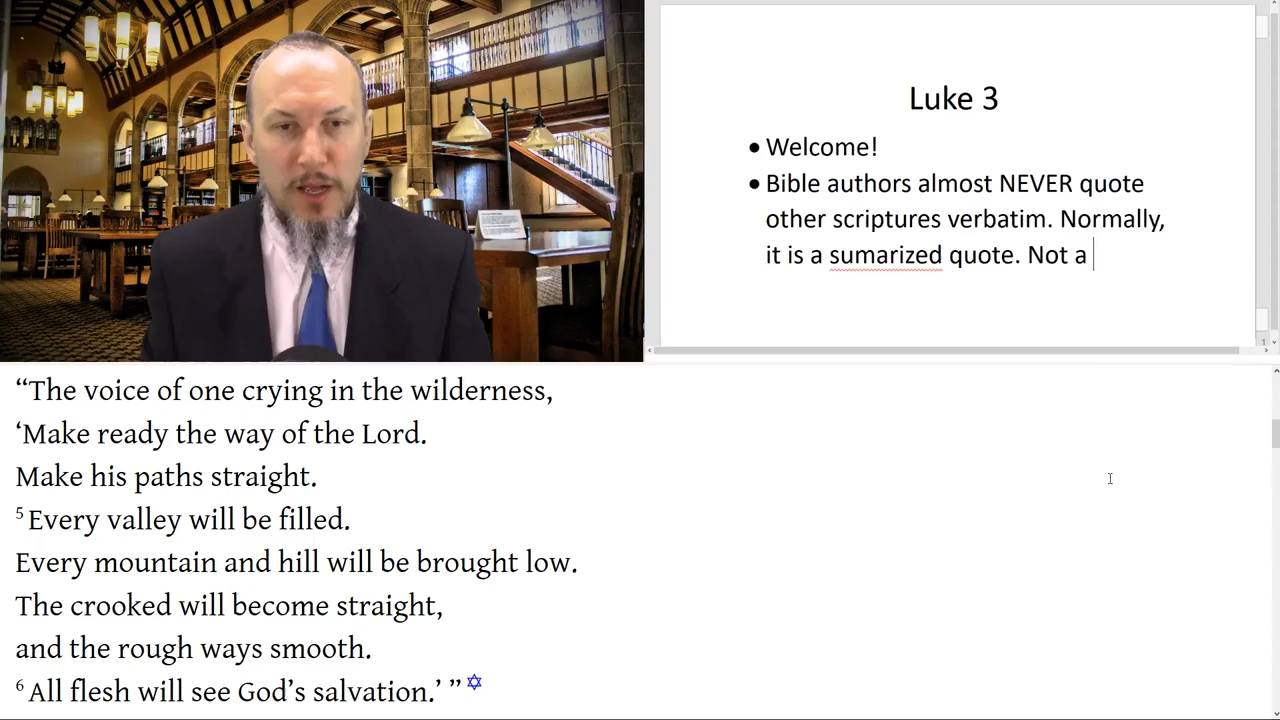 Luke 3
• Welcome!
• Bible authors almost NEVER quote
other scriptures verbatim. Normally,
it is a sumarized quote. Not a
“The voice of one crying in the wilderness,
‘Make ready the way of the Lord.
Make his paths straight.
5 Every valley will be filled.
Every mountain and hill will be brought low.
The crooked will become straight,
and the rough ways smooth.
6 All flesh will see God’s salvation.’ ” ✡